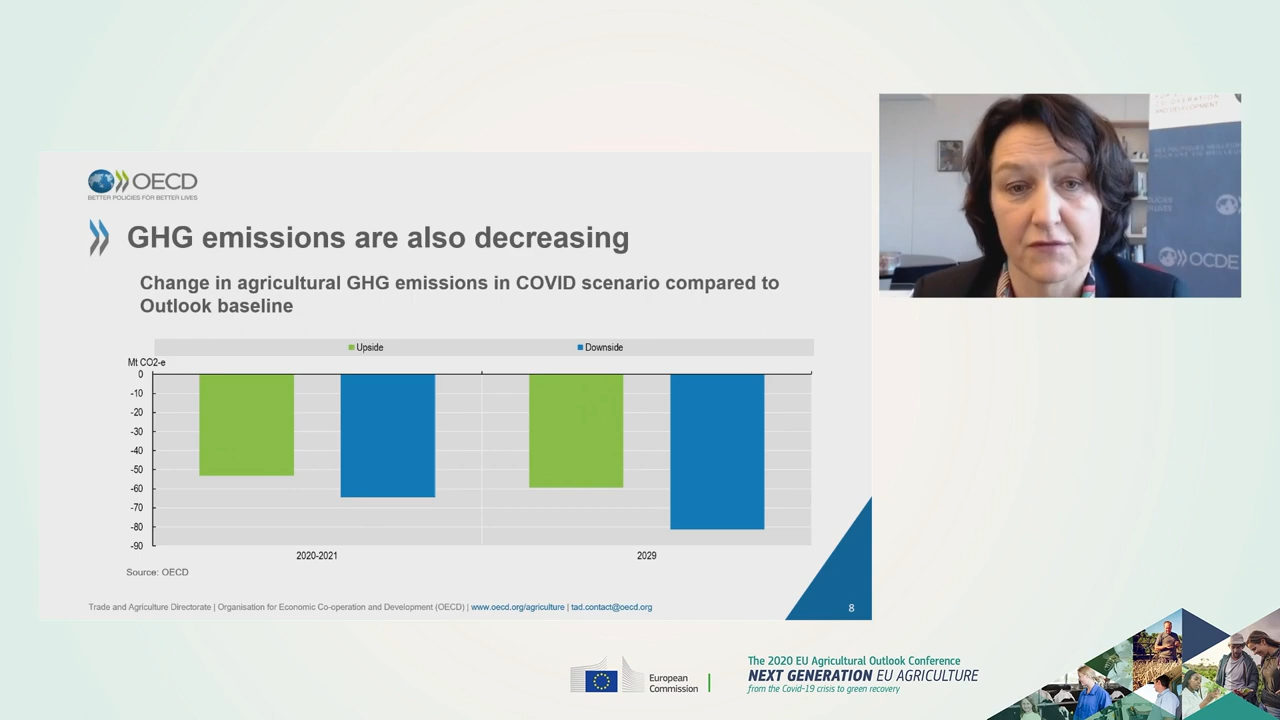 OECD
BETTER POLICIES FOR BETTER LIVES
GHG emissions are also decreasing
Change in agricultural GHG emissions in COVID scenario compared to
Outlook baseline
Upside
Downside
Mt CO2-e
0
-10
-20
-30
-40
-50
-60
-70
-80
-90
2020-2021
2029
Source: OECD
Trade and Agriculture Directorate | Organisation for Economic Co-operation and Development (OECD) | www.oecd.org/agriculture | tad.contact@oecd.org
8
OCDE
European
Commission
The 2020 EU Agricultural Outlook Conference
NEXT GENERATION EU AGRICULTURE
from the Covid-19 crisis to green recovery